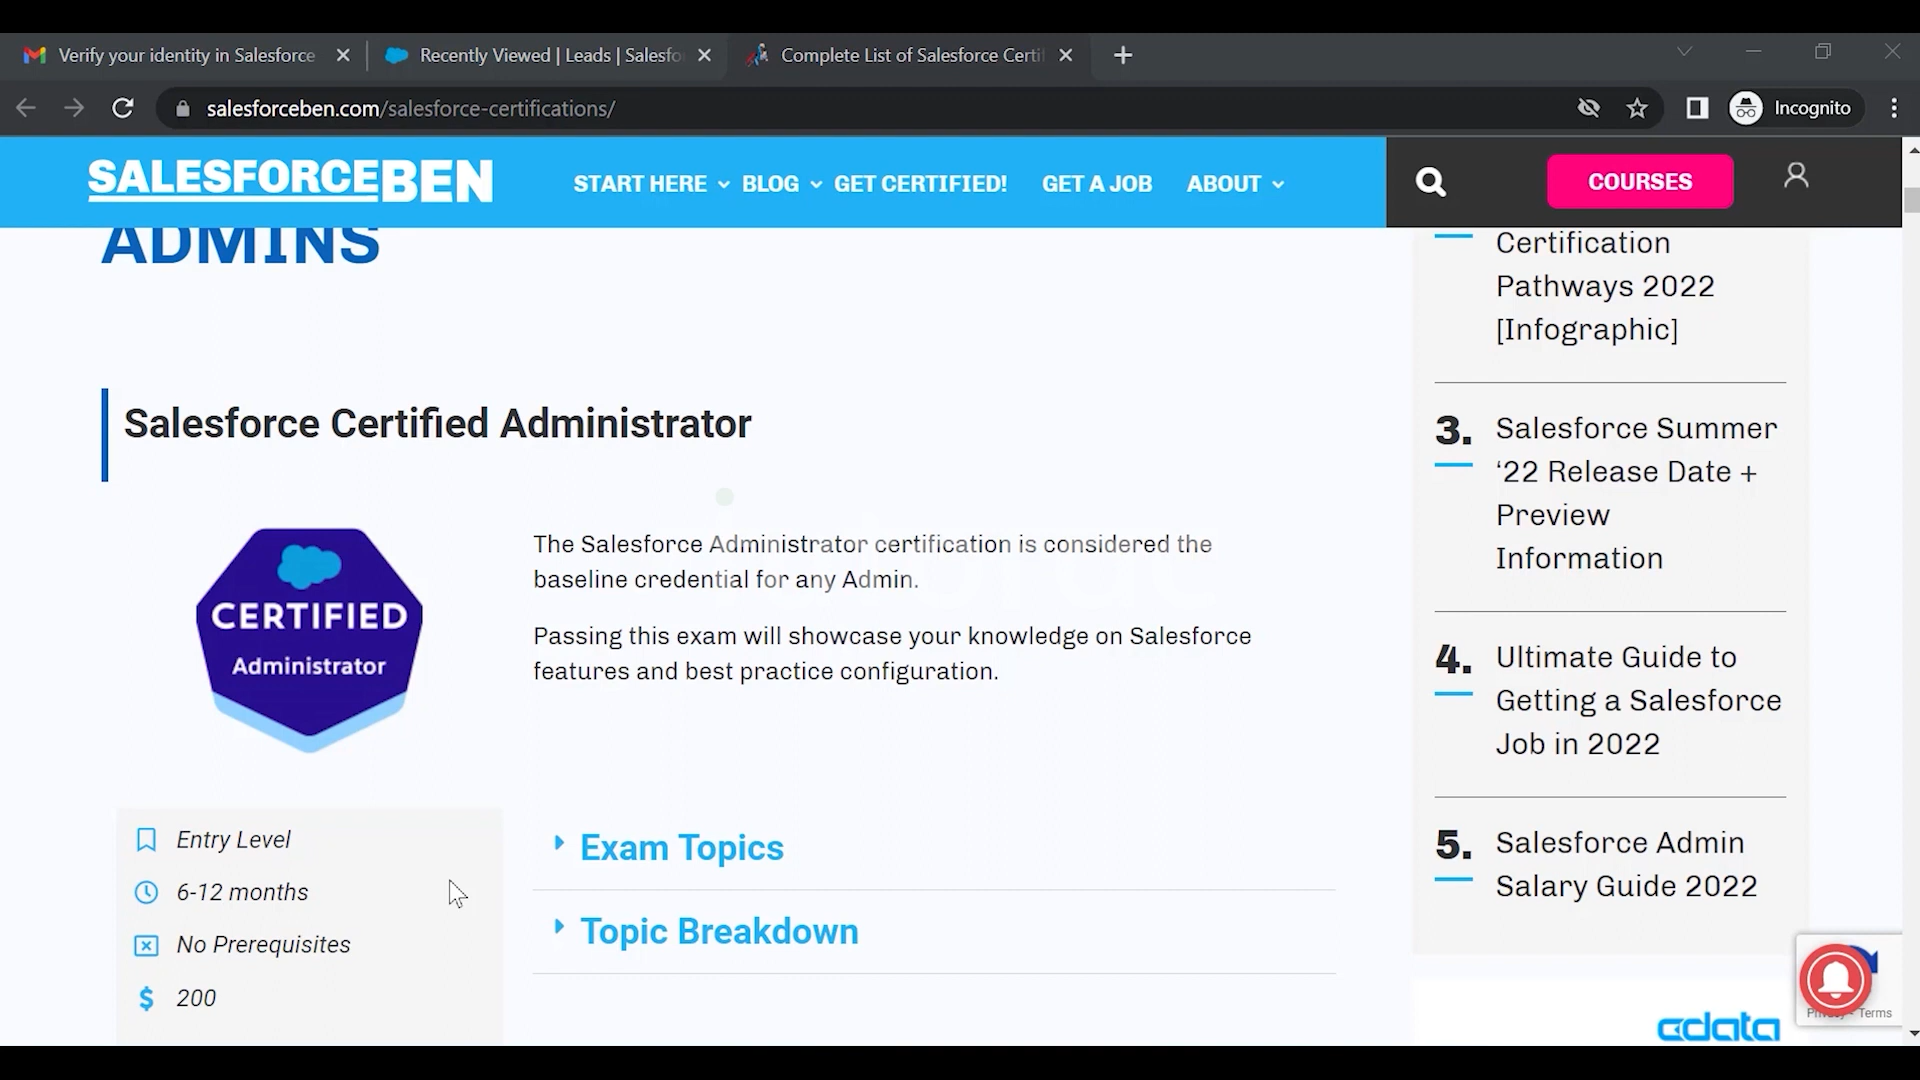 Verify your identity in Salesforce
Recently Viewed | Leads | Salesfo
Complete List of Salesforce Certi
salesforceben.com/salesforce-certifications/
Incognito
SALESFORCEBEN
START HERE
BLOG
GET CERTIFIED!
GET A JOB
ABOUT
COURSES
ADMINS
Salesforce Certified Administrator
CERTIFIED
Administrator
The Salesforce Administrator certification is considered the
baseline credential for any Admin.
Passing this exam will showcase your knowledge on Salesforce
features and best practice configuration.
Entry Level
6-12 months
No Prerequisites
$ 200
Exam Topics
Topic Breakdown
Certification
Pathways 2022
[Infographic]
3. Salesforce Summer
‘22 Release Date +
Preview
Information
4. Ultimate Guide to
Getting a Salesforce
Job in 2022
5. Salesforce Admin
Salary Guide 2022
cdata
Privacy - Terms